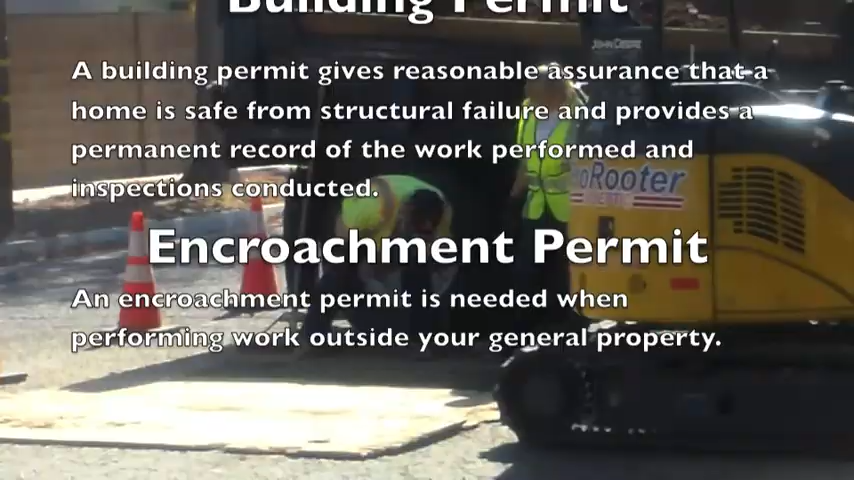 Building Permit
A building permit gives reasonable assurance that a
home is safe from structural failure and provides a
permanent record of the work performed and
inspections conducted.
Encroachment Permit
An encroachment permit is needed when
performing work outside your general property.
JOHN DEERE
Rooter